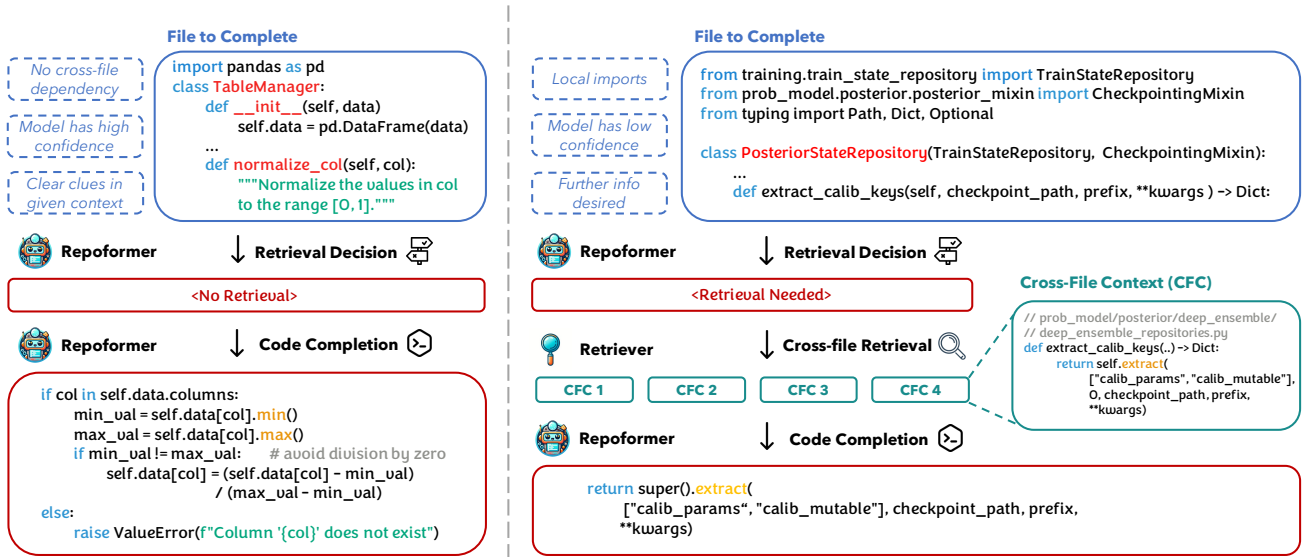 File to Complete
No cross-file
dependency
Model has high
confidence
Clear clues in
given context
import pandas as pd
class TableManager:
def __init__(self, data)
self.data = pd.DataFrame(data)
...
def normalize_col(self, col):
"""Normalize the values in col
to the range [0, 1]."""
Repoformer
Retrieval Decision
<No Retrieval>
Repoformer
Code Completion
if col in self.data.columns:
min_val = self.data[col].min()
max_val = self.data[col].max()
if min_val != max_val: # avoid division by zero
self.data[col] = (self.data[col] - min_val)
/ (max_val - min_val)
else:
raise ValueError(f"Column '{col}' does not exist")
File to Complete
Local imports
Model has low
confidence
Further info
desired
from training.train_state_repository import TrainStateRepository
from prob_model.posterior.posterior_mixin import CheckpointingMixin
from typing import Path, Dict, Optional
class PosteriorStateRepository(TrainStateRepository, CheckpointingMixin):
...
def extract_calib_keys(self, checkpoint_path, prefix, **kwargs ) -> Dict:
Repoformer
Retrieval Decision
<Retrieval Needed>
Retriever
Cross-file Retrieval
CFC 1
CFC 2
CFC 3
CFC 4
Cross-File Context (CFC)
// prob_model/posterior/deep_ensemble/
// deep_ensemble_repositories.py
def extract_calib_keys(..) -> Dict:
return self.extract(
["calib_params", "calib_mutable"],
0, checkpoint_path, prefix,
**kwargs)
Repoformer
Code Completion
return super().extract(
["calib_params“, "calib_mutable"], checkpoint_path, prefix,
**kwargs)